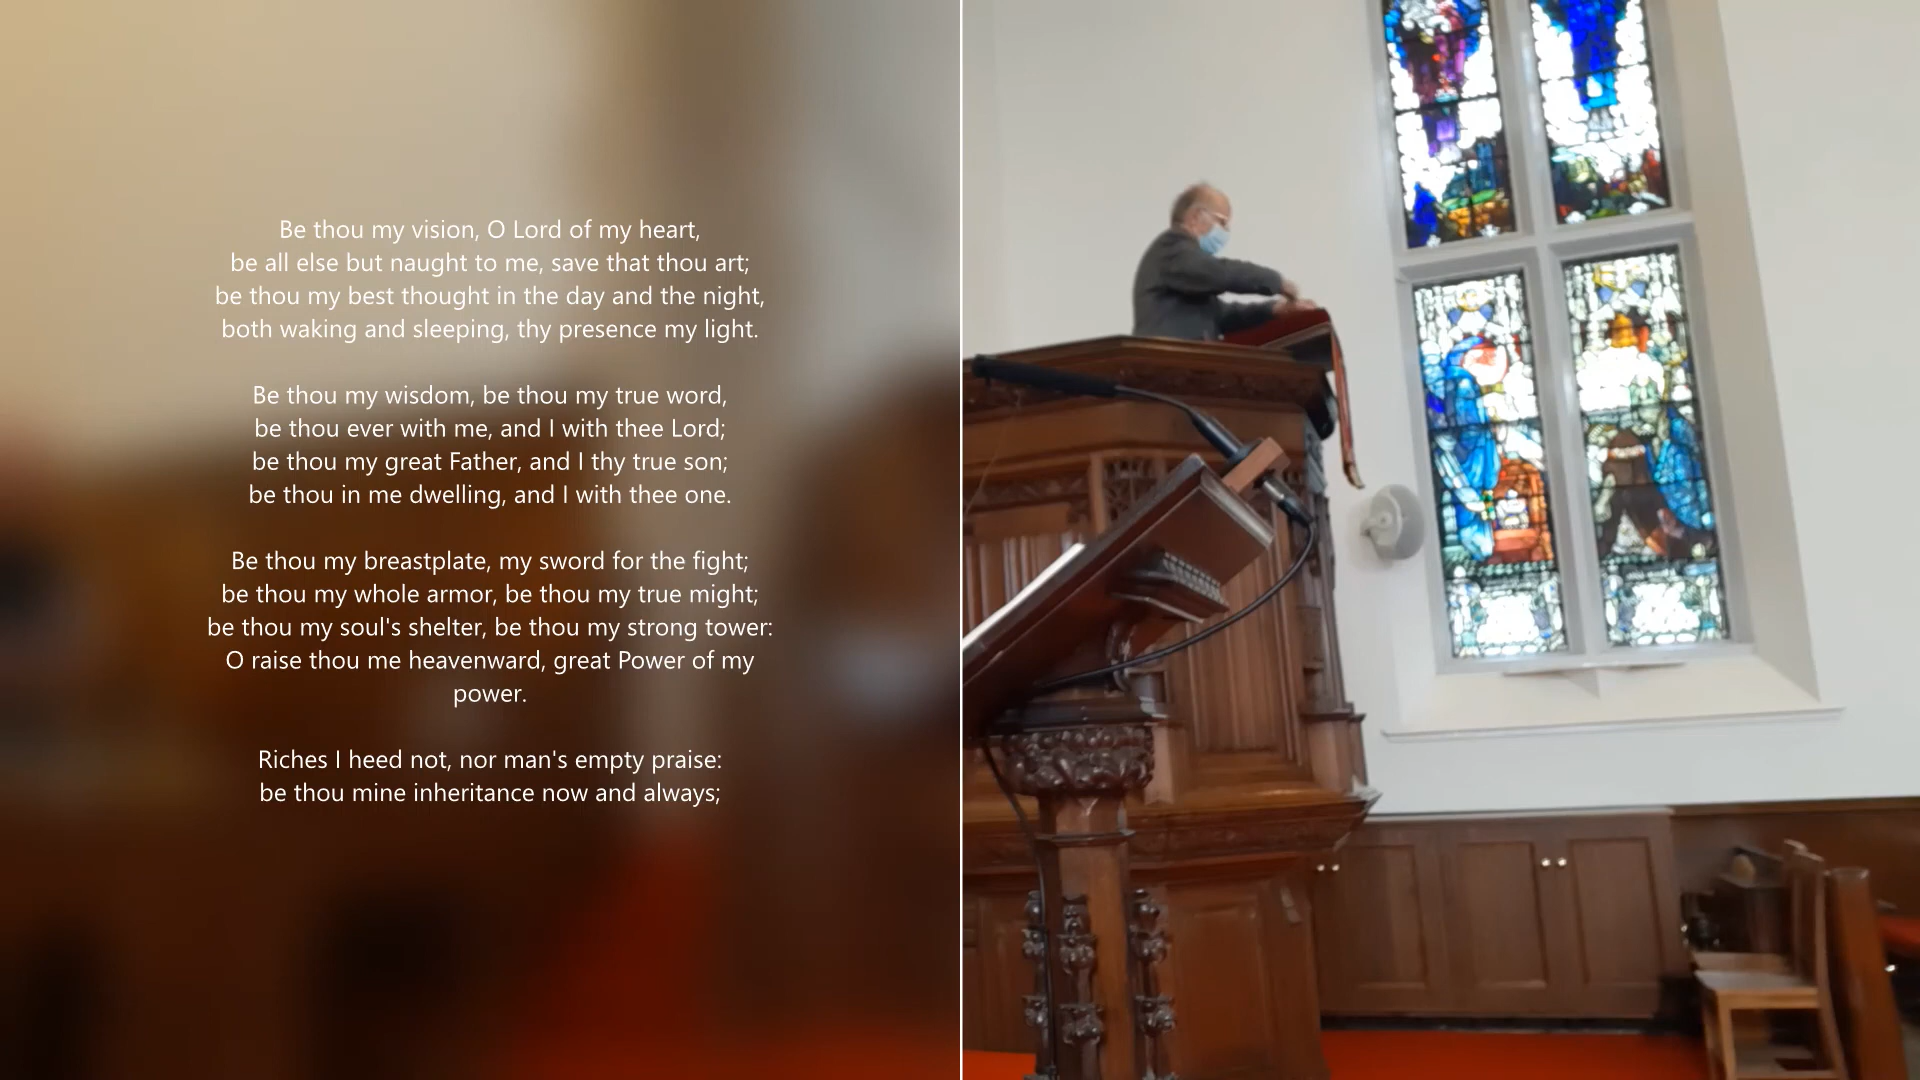 Be thou my vision, O Lord of my heart,
be all else but naught to me, save that thou art;
be thou my best thought in the day and the night,
both waking and sleeping, thy presence my light.

Be thou my wisdom, be thou my true word,
be thou ever with me, and I with thee Lord;
be thou my great Father, and I thy true son;
be thou in me dwelling, and I with thee one.

Be thou my breastplate, my sword for the fight;
be thou my whole armor, be thou my true might;
be thou my soul's shelter, be thou my strong tower:
O raise thou me heavenward, great Power of my
power.

Riches I heed not, nor man's empty praise:
be thou mine inheritance now and always;